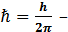 ℏ = h/2π −